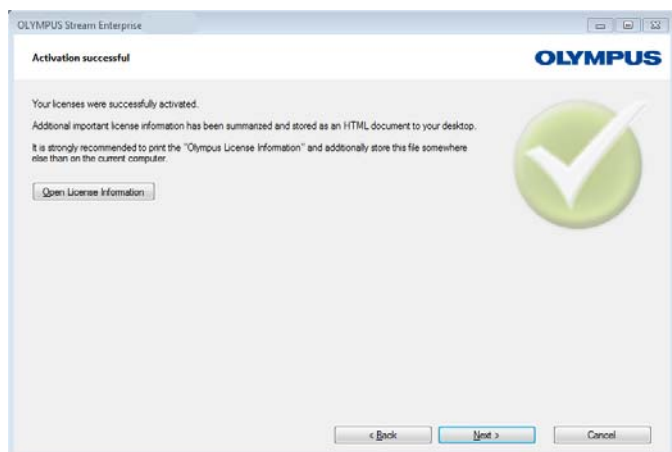 OLYMPUS Stream Enterprise
Activation successful
OLYMPUS
Your licenses were successfully activated.
Additional important license information has been summarized and stored as an HTML document to your desktop.
It is strongly recommended to print the "Olympus License Information" and additionally store this file somewhere
else than on the current computer.
Open License Information
< Back
Next >
Cancel